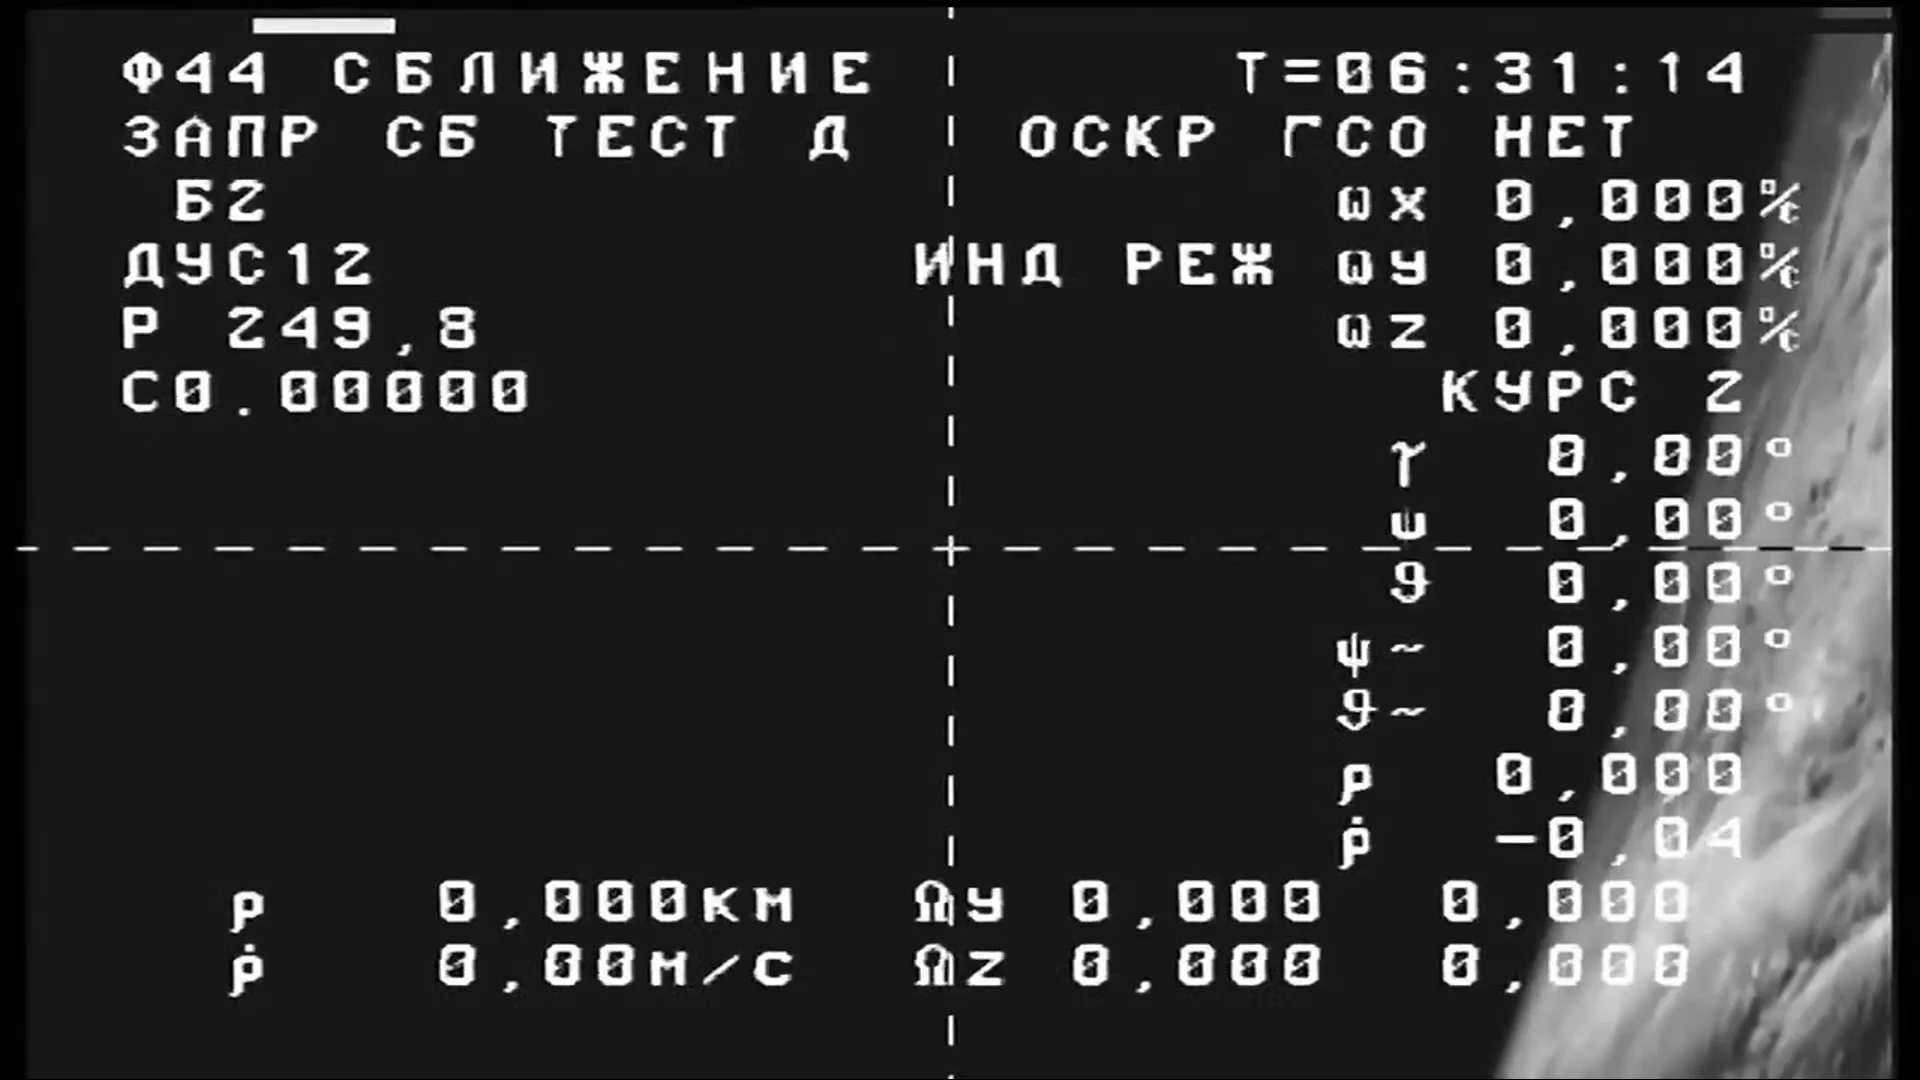 Ф44 СБЛИЖЕНИЕ Т=06:31:14
ЗАПР СБ ТЕСТ Д ОСКР ГСО НЕТ
Б2 ωx 0,000°/с
ДУС12 ИНД РЕЖ ωy 0,000°/с
Р 249,8 ωz 0,000°/с
С0.00000 КУРС 2
γ 0,00°
ψ 0,00°
ϑ 0,00°
ψ~ 0,00°
ϑ~ 0,00°
ρ 0,000
ρ̇ -0,04
ρ 0,000км Ωy 0,000 0,000
ρ̇ 0,00м/с Ωz 0,000 0,000